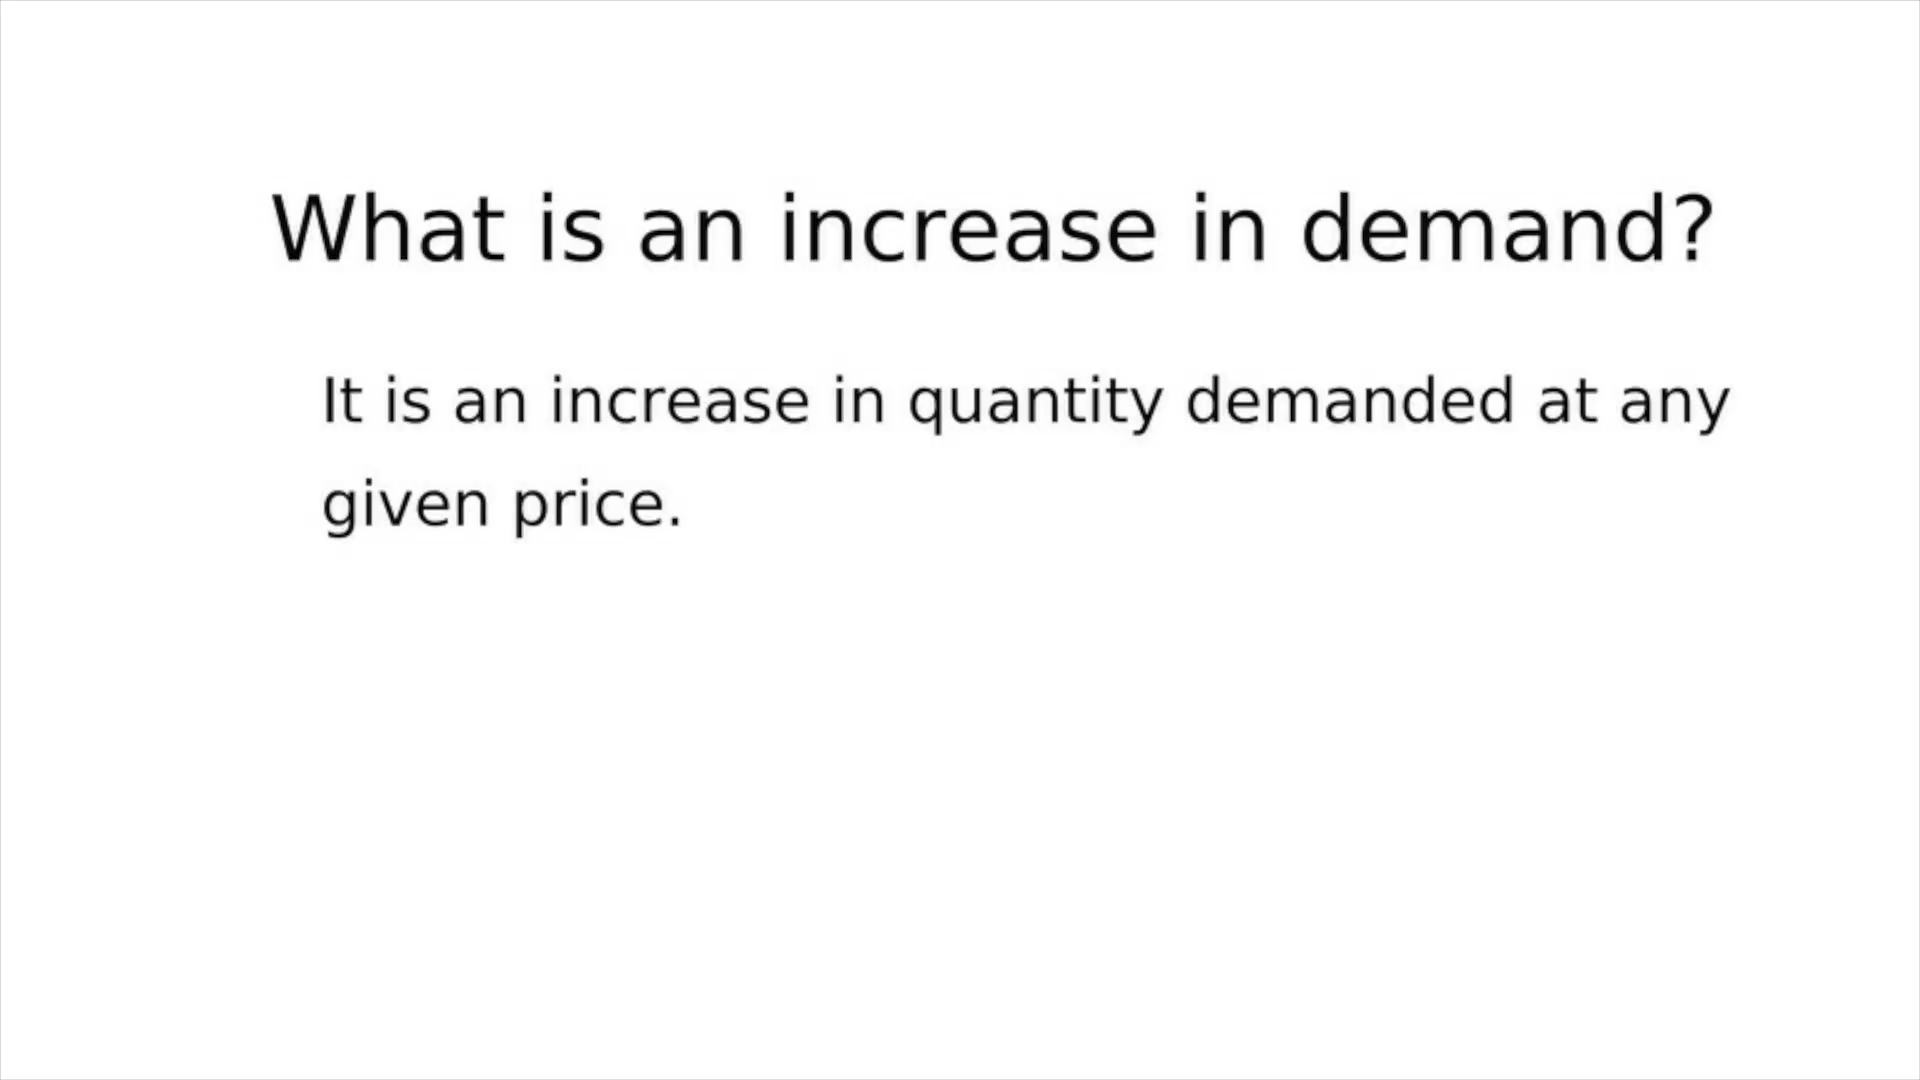 What is an increase in demand?
It is an increase in quantity demanded at any
given price.